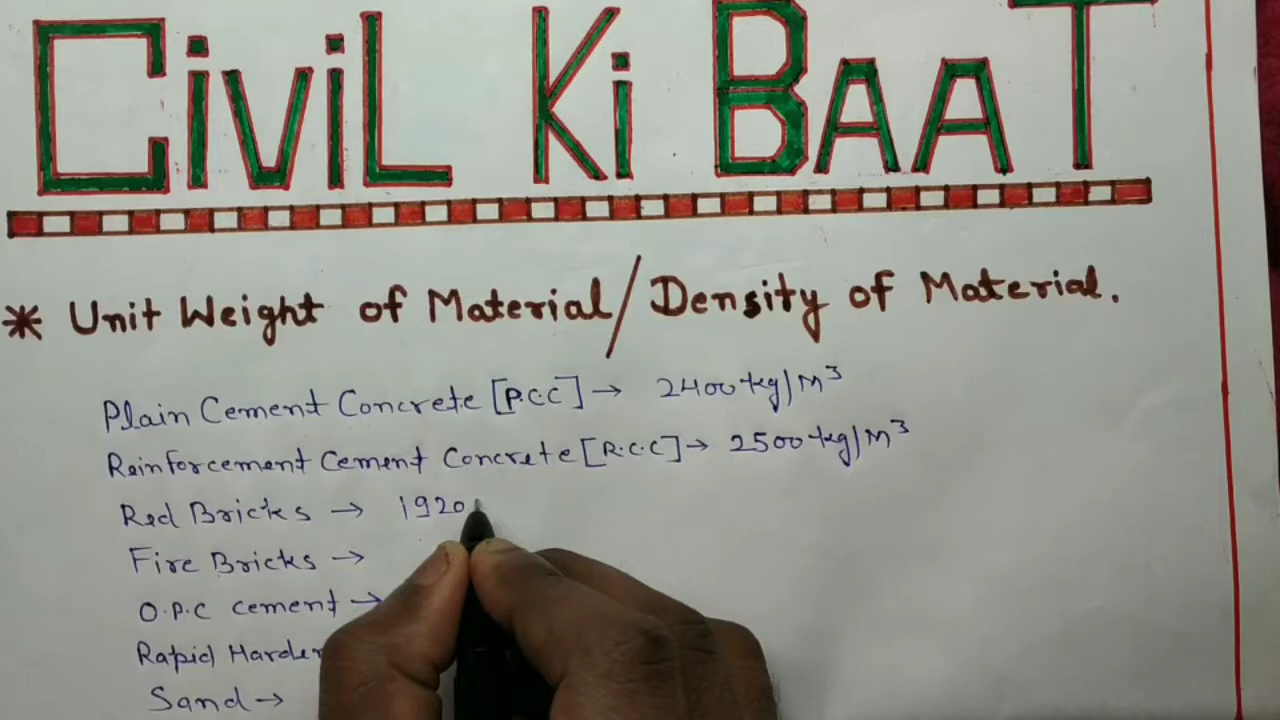 CiviL Ki BAAT
* Unit Weight of Material/Density of Material.
Plain Cement Concrete [P.C.C] → 2400 kg/M³
Reinforcement Cement Concrete [R.C.C] → 2500 kg/M³
Red Bricks → 1920
Fire Bricks →
O.P.C cement →
Rapid
Sand →